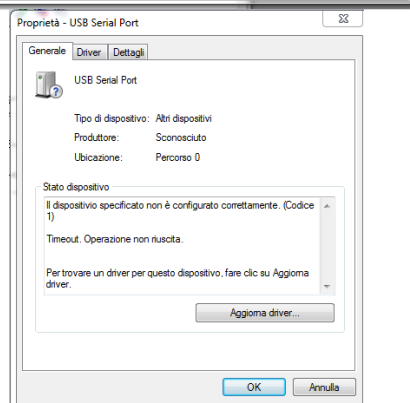 Proprietà - USB Serial Port
Generale Driver Dettagli
USB Serial Port
Tipo di dispositivo: Altri dispositivi
Produttore: Sconosciuto
Ubicazione: Percorso 0
Stato dispositivo
Il dispositivio specificato non è configurato correttamente. (Codice
1)
Timeout. Operazione non riuscita.
Per trovare un driver per questo dispositivo, fare clic su Aggiorna
driver.
Aggiorna driver...
OK Annulla